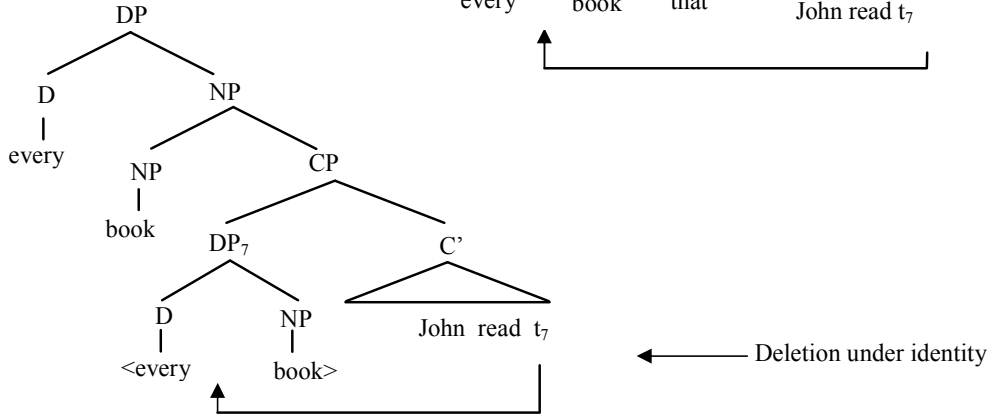 DP
every book that
John read t₇
D NP
every
NP CP
book
DP₇ C’
D NP
John read t₇
Deletion under identity
<every book>